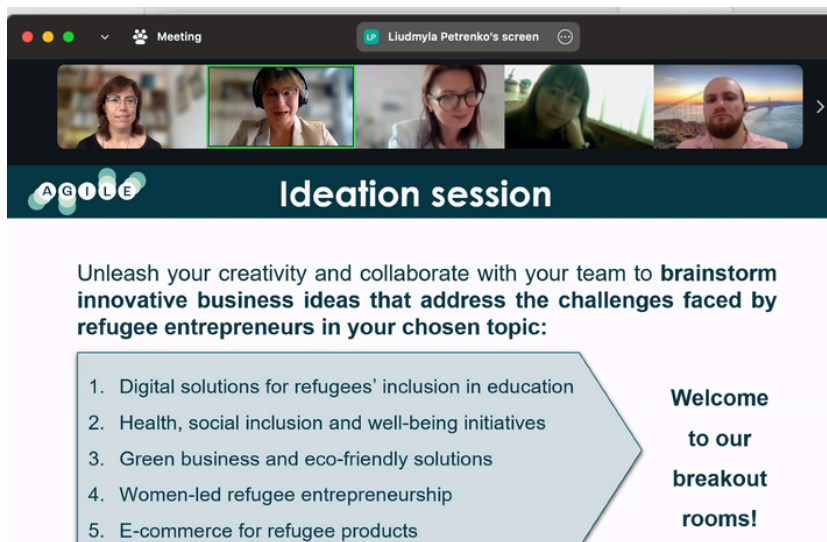 Meeting
LP Liudmyla Petrenko's screen
AGILE
Ideation session
Unleash your creativity and collaborate with your team to brainstorm
innovative business ideas that address the challenges faced by
refugee entrepreneurs in your chosen topic:
1. Digital solutions for refugees' inclusion in education
2. Health, social inclusion and well-being initiatives
3. Green business and eco-friendly solutions
4. Women-led refugee entrepreneurship
5. E-commerce for refugee products
Welcome
to our
breakout
rooms!